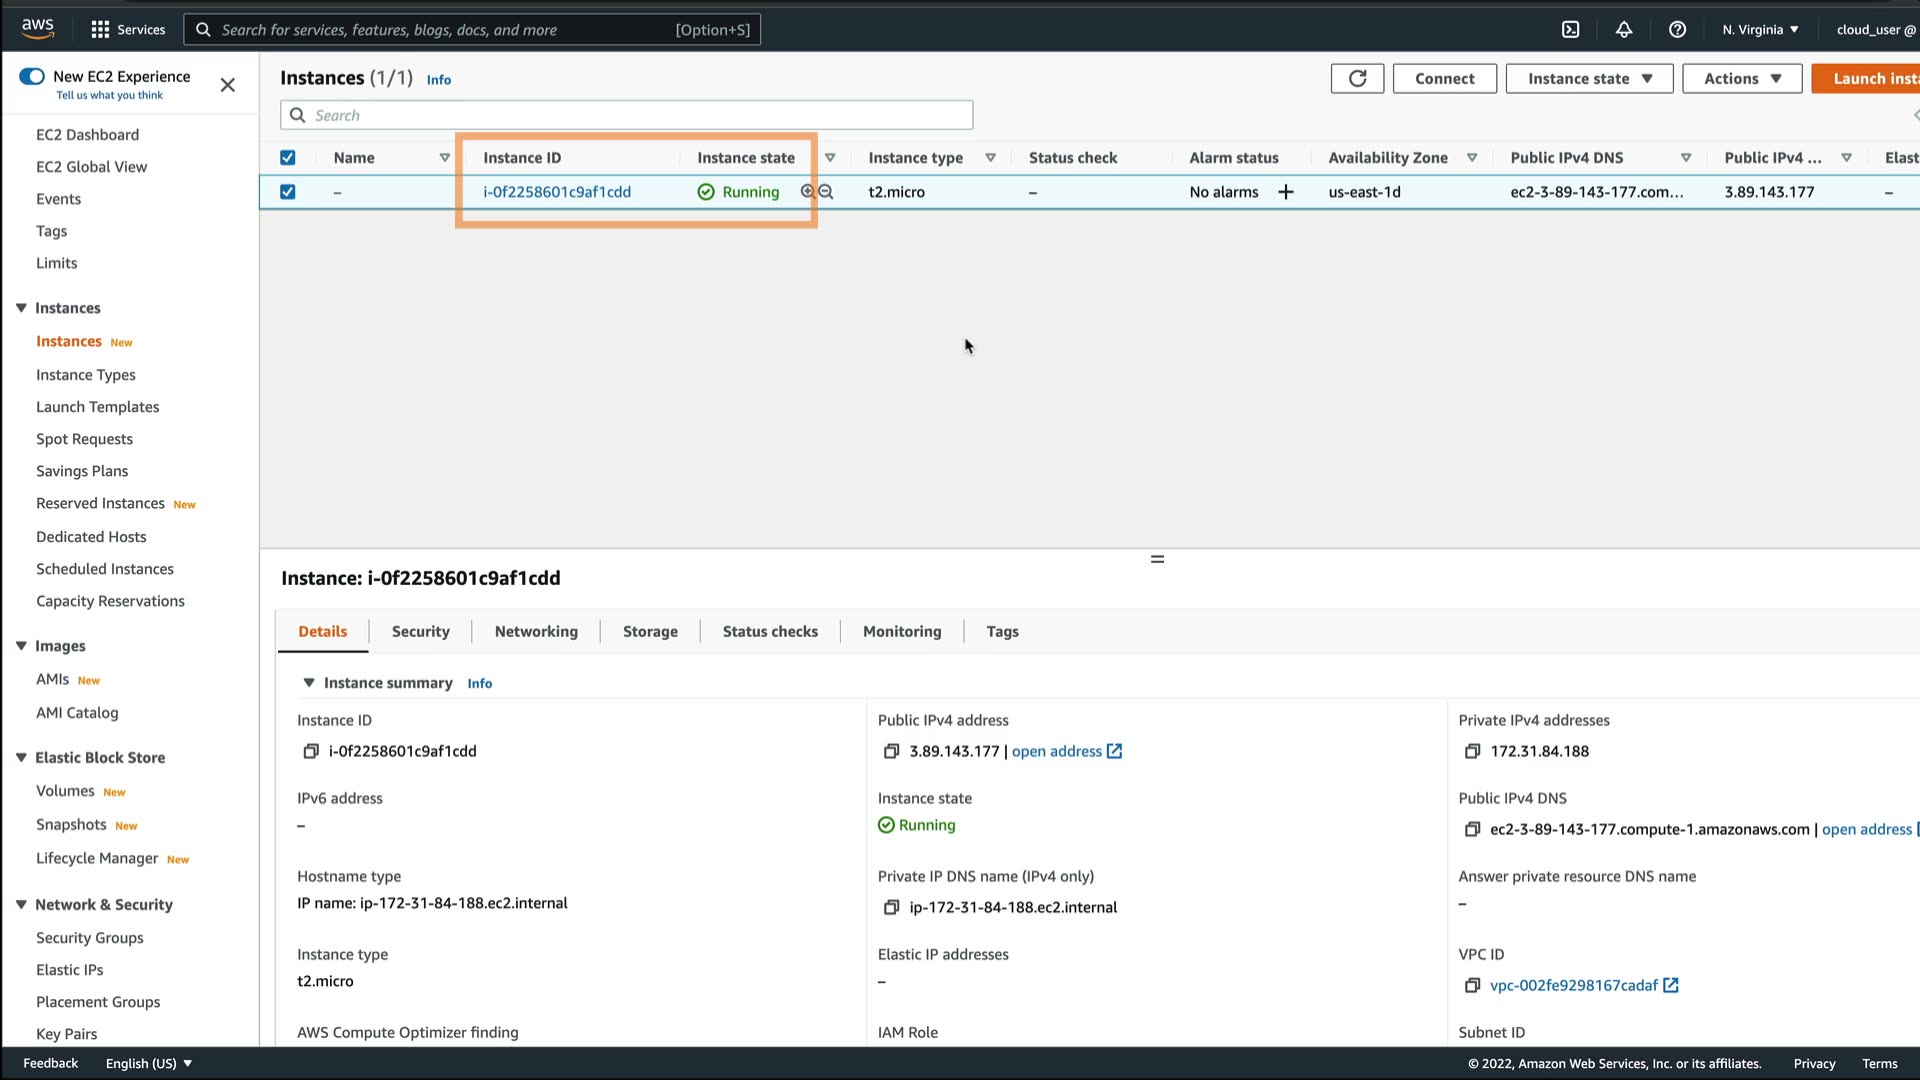 aws
Services
Search for services, features, blogs, docs, and more
[Option+S]
N. Virginia
cloud_user @
New EC2 Experience
Tell us what you think
EC2 Dashboard
EC2 Global View
Events
Tags
Limits
Instances
Instances New
Instance Types
Launch Templates
Spot Requests
Savings Plans
Reserved Instances New
Dedicated Hosts
Scheduled Instances
Capacity Reservations
Images
AMIs New
AMI Catalog
Elastic Block Store
Volumes New
Snapshots New
Lifecycle Manager New
Network & Security
Security Groups
Elastic IPs
Placement Groups
Key Pairs
Instances (1/1) Info
Connect
Instance state
Actions
Launch insta
Search
Name Instance ID Instance state Instance type Status check Alarm status Availability Zone Public IPv4 DNS Public IPv4 ... Elast
– i-0f2258601c9af1cdd Running t2.micro – No alarms + us-east-1d ec2-3-89-143-177.com... 3.89.143.177 –
Instance: i-0f2258601c9af1cdd
Details
Security
Networking
Storage
Status checks
Monitoring
Tags
Instance summary Info
Instance ID
i-0f2258601c9af1cdd
Public IPv4 address
3.89.143.177 | open address
Private IPv4 addresses
172.31.84.188
IPv6 address
–
Instance state
Running
Public IPv4 DNS
ec2-3-89-143-177.compute-1.amazonaws.com | open address
Hostname type
IP name: ip-172-31-84-188.ec2.internal
Private IP DNS name (IPv4 only)
ip-172-31-84-188.ec2.internal
Answer private resource DNS name
–
Instance type
t2.micro
Elastic IP addresses
–
VPC ID
vpc-002fe9298167cadaf
AWS Compute Optimizer finding
IAM Role
Subnet ID
Feedback
English (US)
© 2022, Amazon Web Services, Inc. or its affiliates.
Privacy
Terms